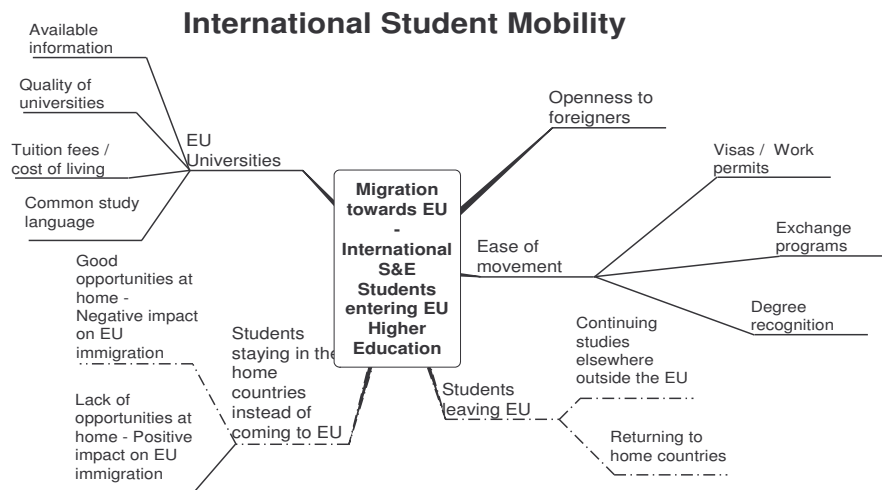 International Student Mobility
Available
information
Quality of
universities
Tuition fees /
cost of living
Common study
language
EU
Universities
Openness to
foreigners
Visas / Work
permits
Exchange
programs
Degree
recognition
Ease of
movement
Migration
towards EU
-
International
S&E
Students
entering EU
Higher
Education
Good
opportunities at
home -
Negative impact
on EU
immigration
Lack of
opportunities at
home - Positive
impact on EU
immigration
Students
staying in the
home
countries
instead of
coming to EU
Students
leaving EU
Continuing
studies
elsewhere
outside the EU
Returning to
home countries